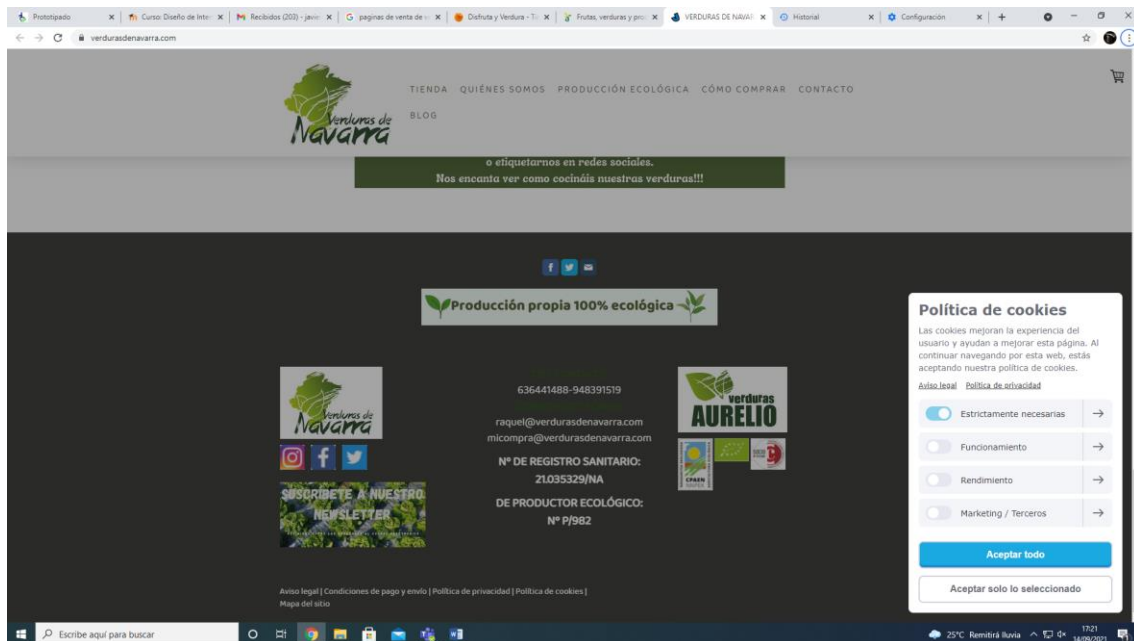 Prototipado
Curso: Diseño de Inter
Recibidos (203) - javie
paginas de venta de
Disfruta y Verdura - Ti
Frutas, verduras y pro
VERDURAS DE NAVAR
Historial
Configuración
verdurasdenavarra.com
Verduras de
Navarra
TIENDA QUIÉNES SOMOS PRODUCCIÓN ECOLÓGICA CÓMO COMPRAR CONTACTO
BLOG
o etiquetarnos en redes sociales.
Nos encanta ver como cocináis nuestras verduras!!!
Producción propia 100% ecológica
Verduras de
Navarra
SUSCRÍBETE A NUESTRO
NEWSLETTER
636441488-948391519
raquel@verdurasdenavarra.com
micompra@verdurasdenavarra.com
Nº DE REGISTRO SANITARIO:
21.035329/NA
DE PRODUCTOR ECOLÓGICO:
Nº P/982
verduras
AURELIO
CPAEN
Aviso legal | Condiciones de pago y envío | Política de privacidad | Política de cookies |
Mapa del sitio
Política de cookies
Las cookies mejoran la experiencia del
usuario y ayudan a mejorar esta página. Al
continuar navegando por esta web, estás
aceptando nuestra política de cookies.
Aviso legal Política de privacidad
Estrictamente necesarias
Funcionamiento
Rendimiento
Marketing / Terceros
Aceptar todo
Aceptar solo lo seleccionado
Escribe aquí para buscar
25°C Remitirá lluvia
17:21
14/09/2021